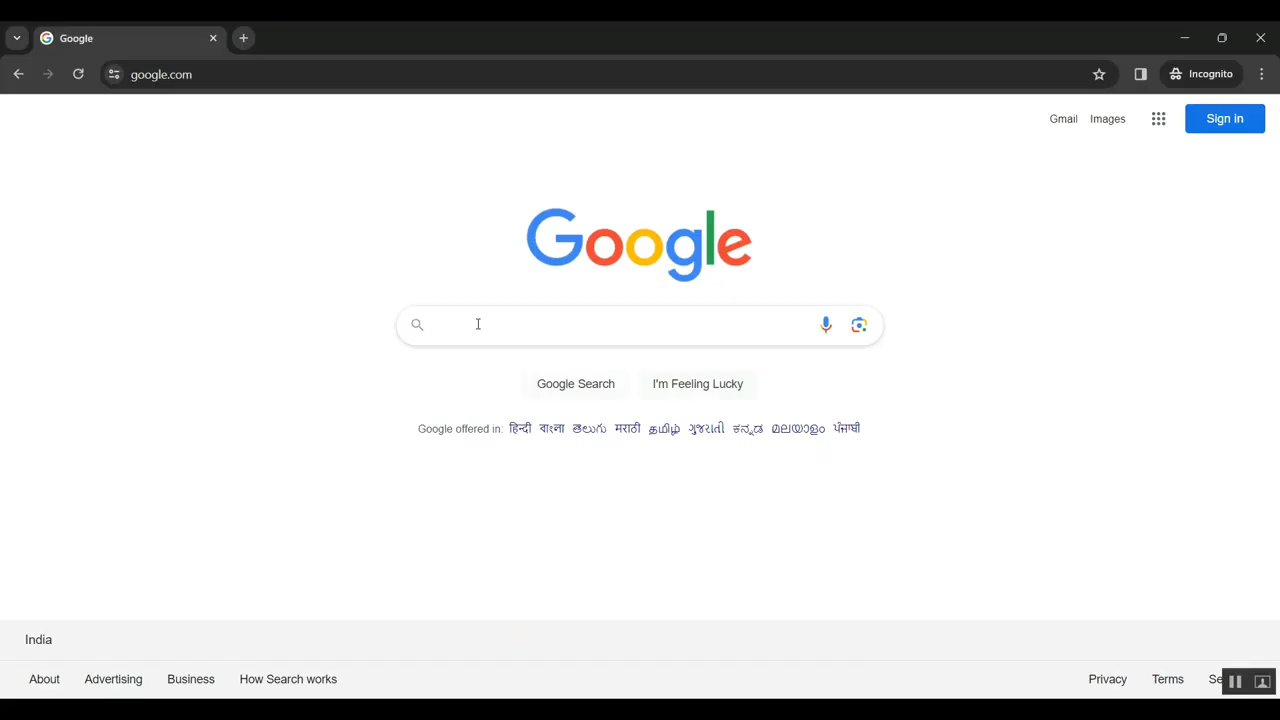 Google
google.com
Incognito
Gmail Images Sign in
Google
Google Search I'm Feeling Lucky
Google offered in: हिन्दी বাংলা తెలుగు मराठी தமிழ் ગુજરાતી ಕನ್ನಡ മലയാളം ਪੰਜਾਬੀ
India
About Advertising Business How Search works Privacy Terms Se